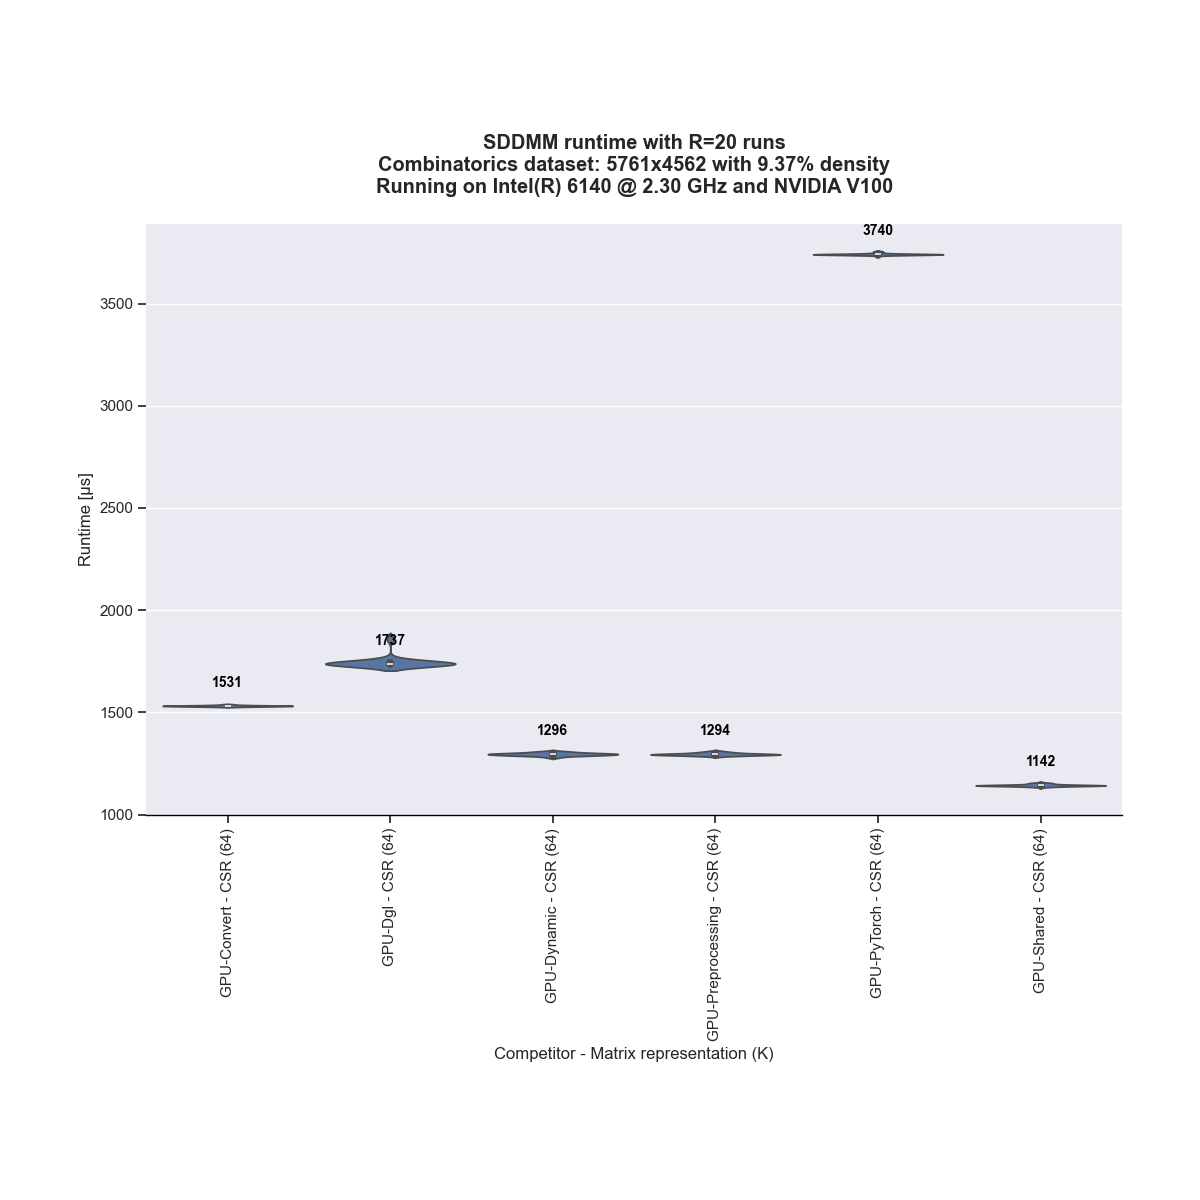 SDDMM runtime with R=20 runs
Combinatorics dataset: 5761x4562 with 9.37% density
Running on Intel(R) 6140 @ 2.30 GHz and NVIDIA V100
3740
3500
3000
2500
Runtime [μs]
2000
1737
1531
1500
1296
1294
1142
1000
GPU-Convert - CSR (64)
GPU-Dgl - CSR (64)
GPU-Dynamic - CSR (64)
GPU-Preprocessing - CSR (64)
GPU-PyTorch - CSR (64)
GPU-Shared - CSR (64)
Competitor - Matrix representation (K)